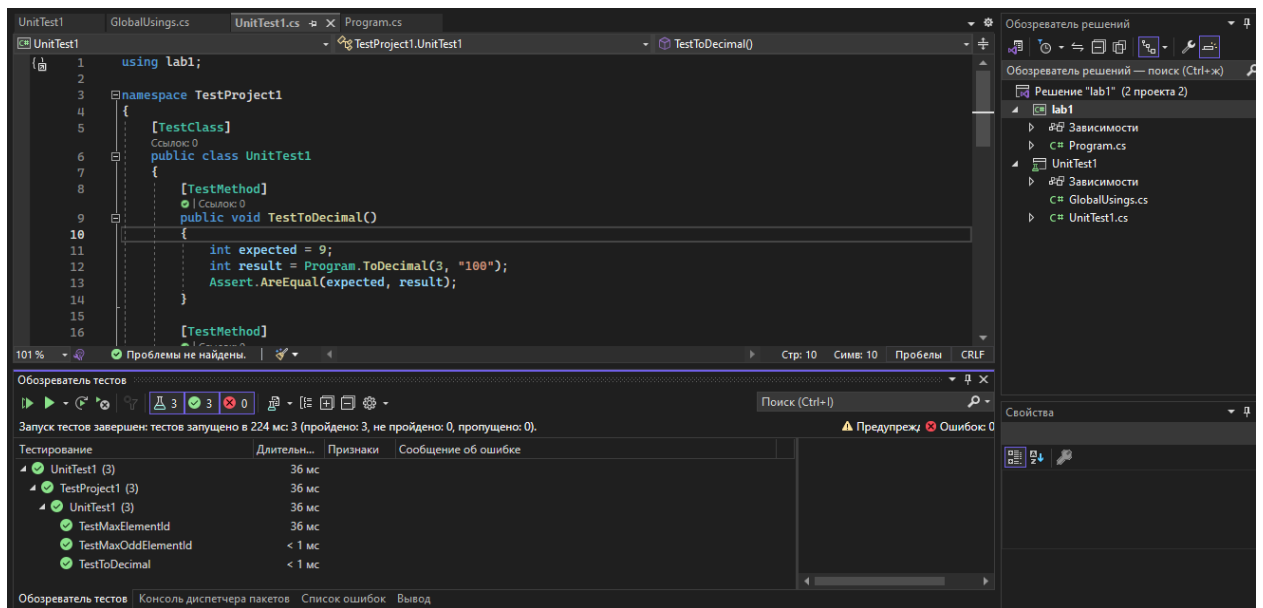 UnitTest1 GlobalUsings.cs UnitTest1.cs Program.cs
UnitTest1 TestProject1.UnitTest1 TestToDecimal()
1 using lab1;
2
3 namespace TestProject1
4 {
5 [TestClass]
Ссылок: 0
6 public class UnitTest1
7 {
8 [TestMethod]
Ссылок: 0
9 public void TestToDecimal()
10 {
11 int expected = 9;
12 int result = Program.ToDecimal(3, "100");
13 Assert.AreEqual(expected, result);
14 }
15
16 [TestMethod]
101 % Проблемы не найдены. Стр: 10 Симв: 10 Пробелы CRLF
Обозреватель тестов
3 3 0 Поиск (Ctrl+I)
Запуск тестов завершен: тестов запущено в 224 мс: 3 (пройдено: 3, не пройдено: 0, пропущено: 0). Предупреж Ошибок: 0
Тестирование Длительн... Признаки Сообщение об ошибке
UnitTest1 (3) 36 мс
TestProject1 (3) 36 мс
UnitTest1 (3) 36 мс
TestMaxElementId 36 мс
TestMaxOddElementId < 1 мс
TestToDecimal < 1 мс
Обозреватель тестов Консоль диспетчера пакетов Список ошибок Вывод
Обозреватель решений
Обозреватель решений — поиск (Ctrl+ж)
Решение "lab1" (2 проекта 2)
C# lab1
Зависимости
C# Program.cs
UnitTest1
Зависимости
C# GlobalUsings.cs
C# UnitTest1.cs
Свойства